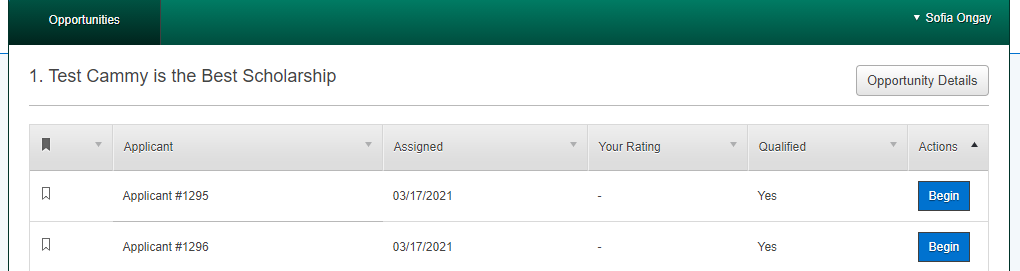 Opportunities
Sofia Ongay
1. Test Cammy is the Best Scholarship
Opportunity Details
Applicant Assigned Your Rating Qualified Actions
Applicant #1295 03/17/2021 - Yes Begin
Applicant #1296 03/17/2021 - Yes Begin